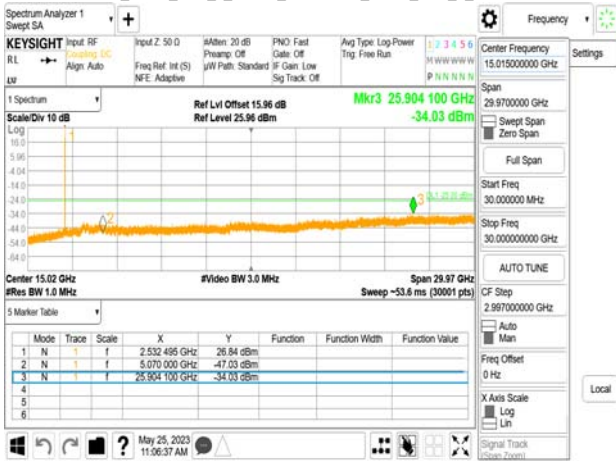 Spectrum Analyzer 1
Swept SA
Frequency
KEYSIGHT
Input: RF
Coupling: DC
Align: Auto
Input Z: 50 Ω
Freq Ref: Int (S)
NFE: Adaptive
#Atten: 20 dB
Preamp: Off
µW Path: Standard
PNO: Fast
Gate: Off
IF Gain: Low
Sig Track: Off
Avg Type: Log-Power
Trig: Free Run
1 2 3 4 5 6
M W W W W W
P N N N N N
RL
1 Spectrum
Scale/Div 10 dB
Ref Lvl Offset 15.96 dB
Ref Level 25.96 dBm
Mkr3 25.904 100 GHz
-34.03 dBm
Log
16.0
5.96
-4.04
-14.0
-24.0
-34.0
-44.0
-54.0
-64.0
1
2
3
Center 15.02 GHz
#Res BW 1.0 MHz
#Video BW 3.0 MHz
Span 29.97 GHz
Sweep ~53.6 ms (30001 pts)
5 Marker Table
Mode Trace Scale X Y Function Function Width Function Value
1 N 1 f 2.532 495 GHz 26.84 dBm
2 N 1 f 5.070 000 GHz -47.03 dBm
3 N 1 f 25.904 100 GHz -34.03 dBm
4
5
6
May 25, 2023
11:06:37 AM
Center Frequency
15.015000000 GHz
Span
29.9700000 GHz
Swept Span
Zero Span
Full Span
Start Freq
30.000000 MHz
Stop Freq
30.000000000 GHz
AUTO TUNE
CF Step
2.997000000 GHz
Auto
Man
Freq Offset
0 Hz
X Axis Scale
Log
Lin
Signal Track
(Span Zoom)
Settings
Local